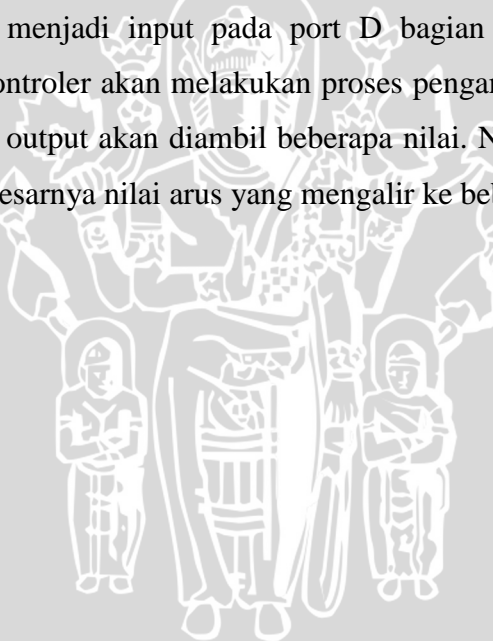 menjadi input pada port D bagian
ontroler akan melakukan proses pengar
output akan diambil beberapa nilai. N
esarnya nilai arus yang mengalir ke beb